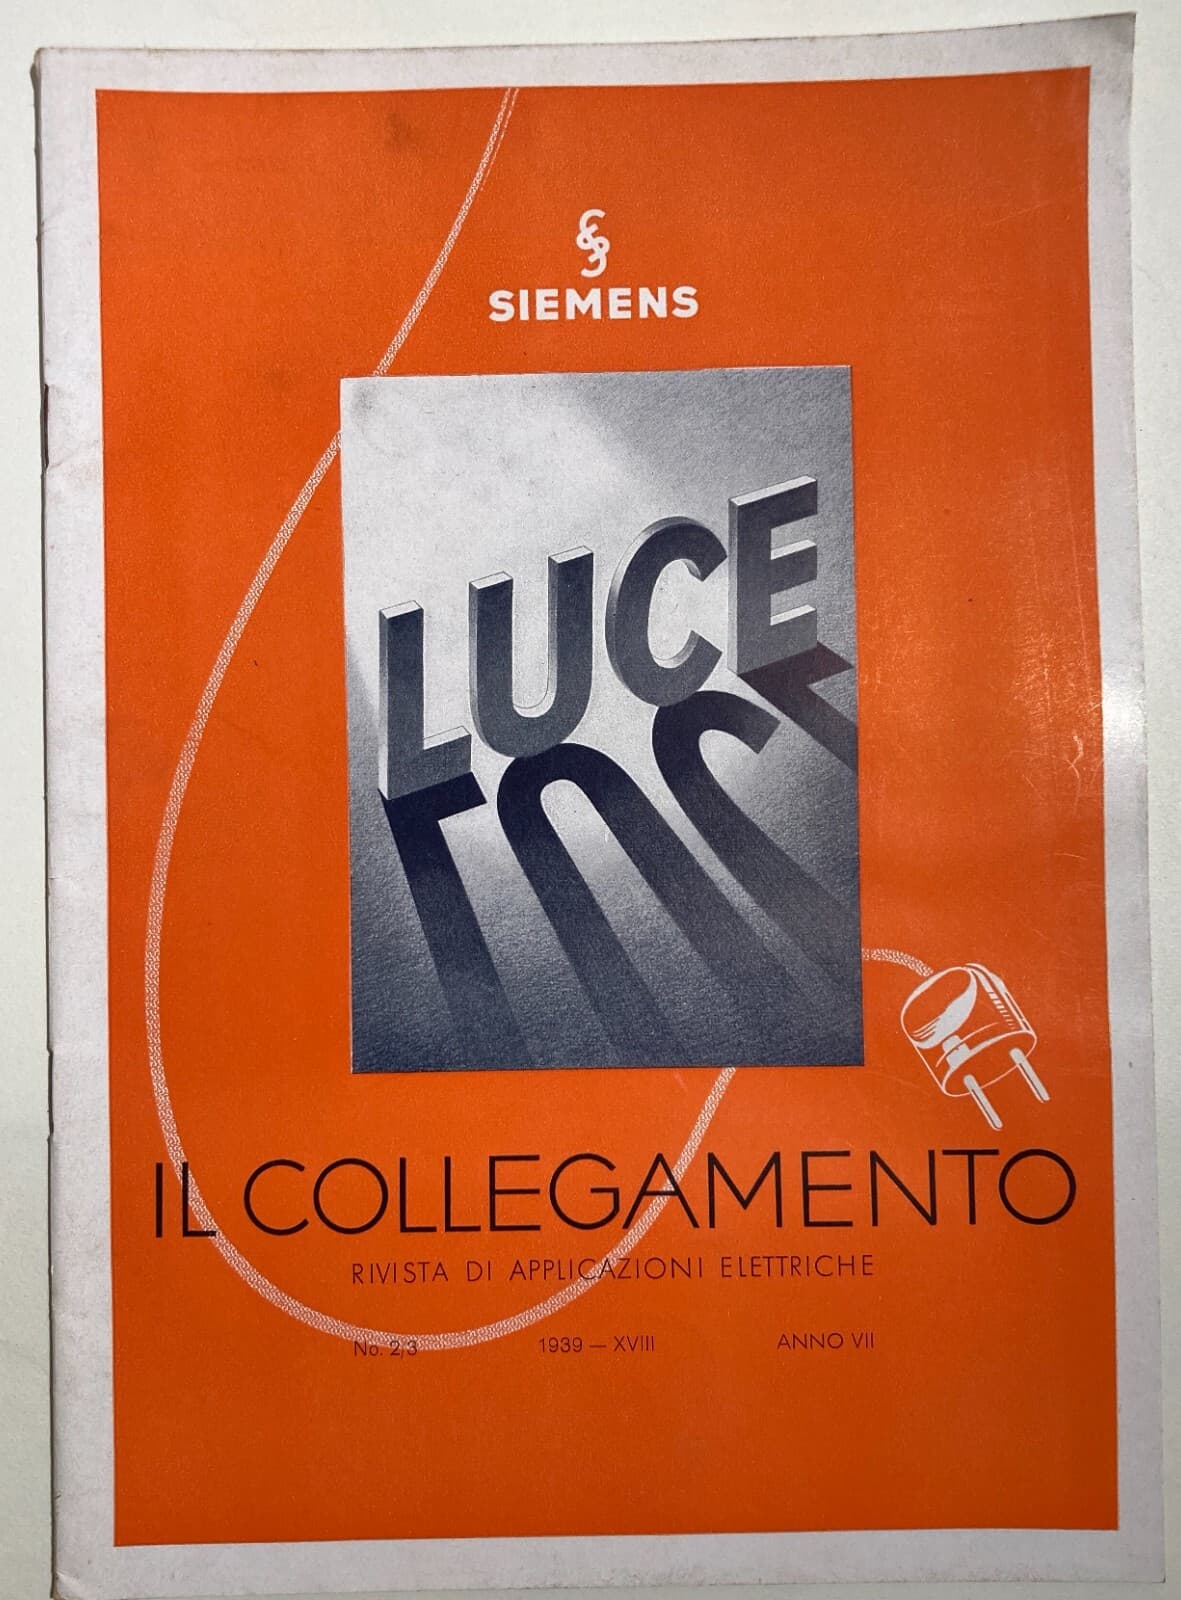 SIEMENS
LUCE
IL COLLEGAMENTO
RIVISTA DI APPLICAZIONI ELETTRICHE
No. 2,3 1939 — XVIII ANNO VII